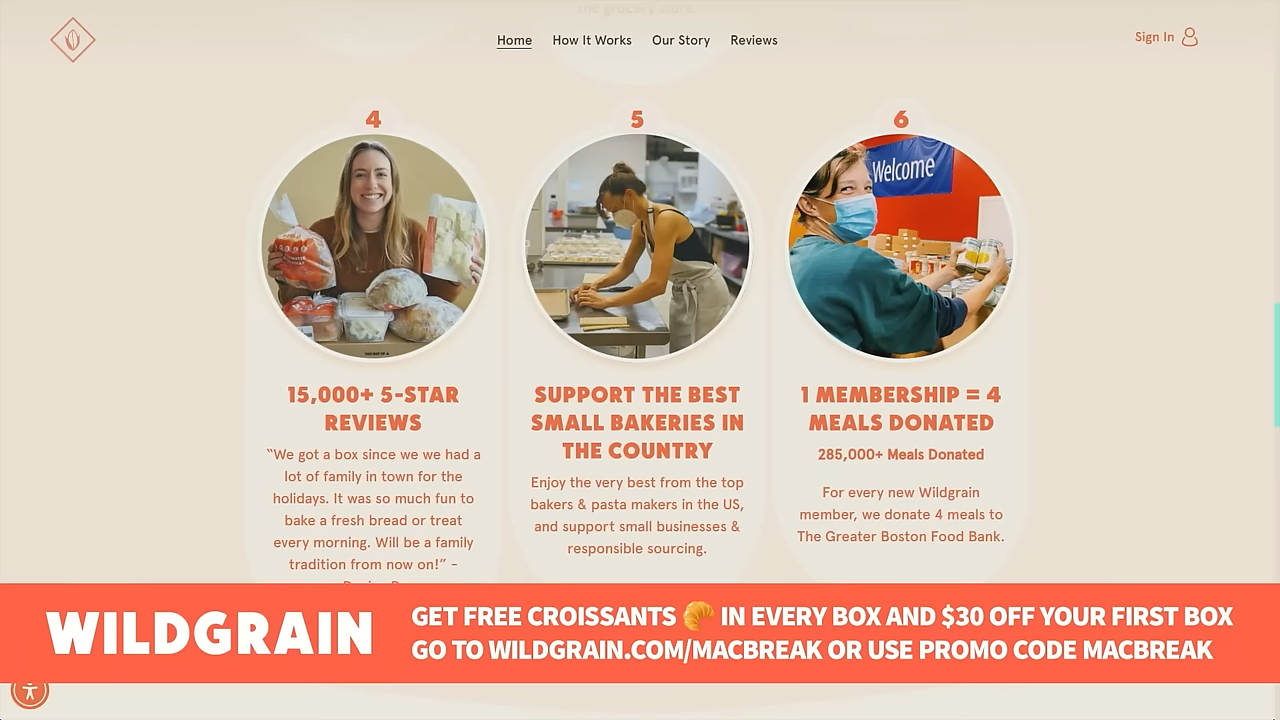 the grocery store.
Home How It Works Our Story Reviews Sign In
4
5
6
Welcome
15,000+ 5-STAR
REVIEWS
“We got a box since we we had a
lot of family in town for the
holidays. It was so much fun to
bake a fresh bread or treat
every morning. Will be a family
tradition from now on!” -
SUPPORT THE BEST
SMALL BAKERIES IN
THE COUNTRY
Enjoy the very best from the top
bakers & pasta makers in the US,
and support small businesses &
responsible sourcing.
1 MEMBERSHIP = 4
MEALS DONATED
285,000+ Meals Donated
For every new Wildgrain
member, we donate 4 meals to
The Greater Boston Food Bank.
WILDGRAIN
GET FREE CROISSANTS 🥐 IN EVERY BOX AND $30 OFF YOUR FIRST BOX
GO TO WILDGRAIN.COM/MACBREAK OR USE PROMO CODE MACBREAK